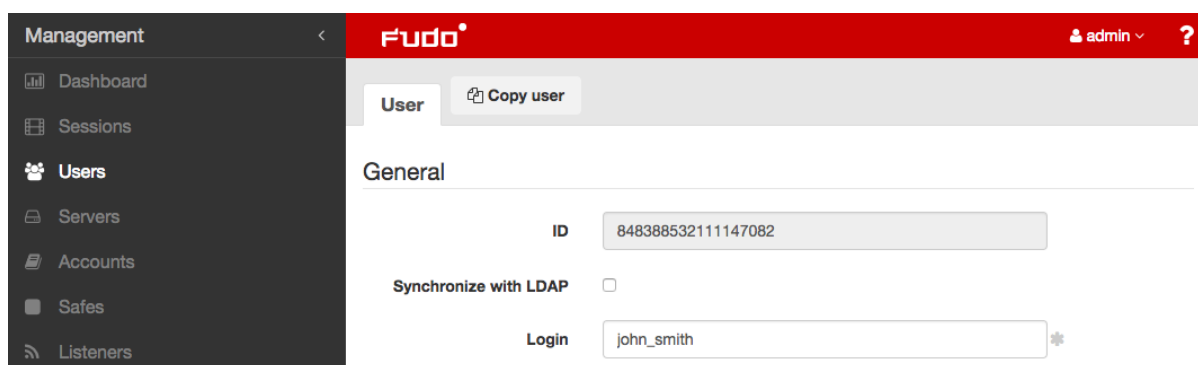 Management
Fudo
admin
?
Dashboard
Sessions
Users
Servers
Accounts
Safes
Listeners
User
Copy user
General
ID
848388532111147082
Synchronize with LDAP
Login
john_smith